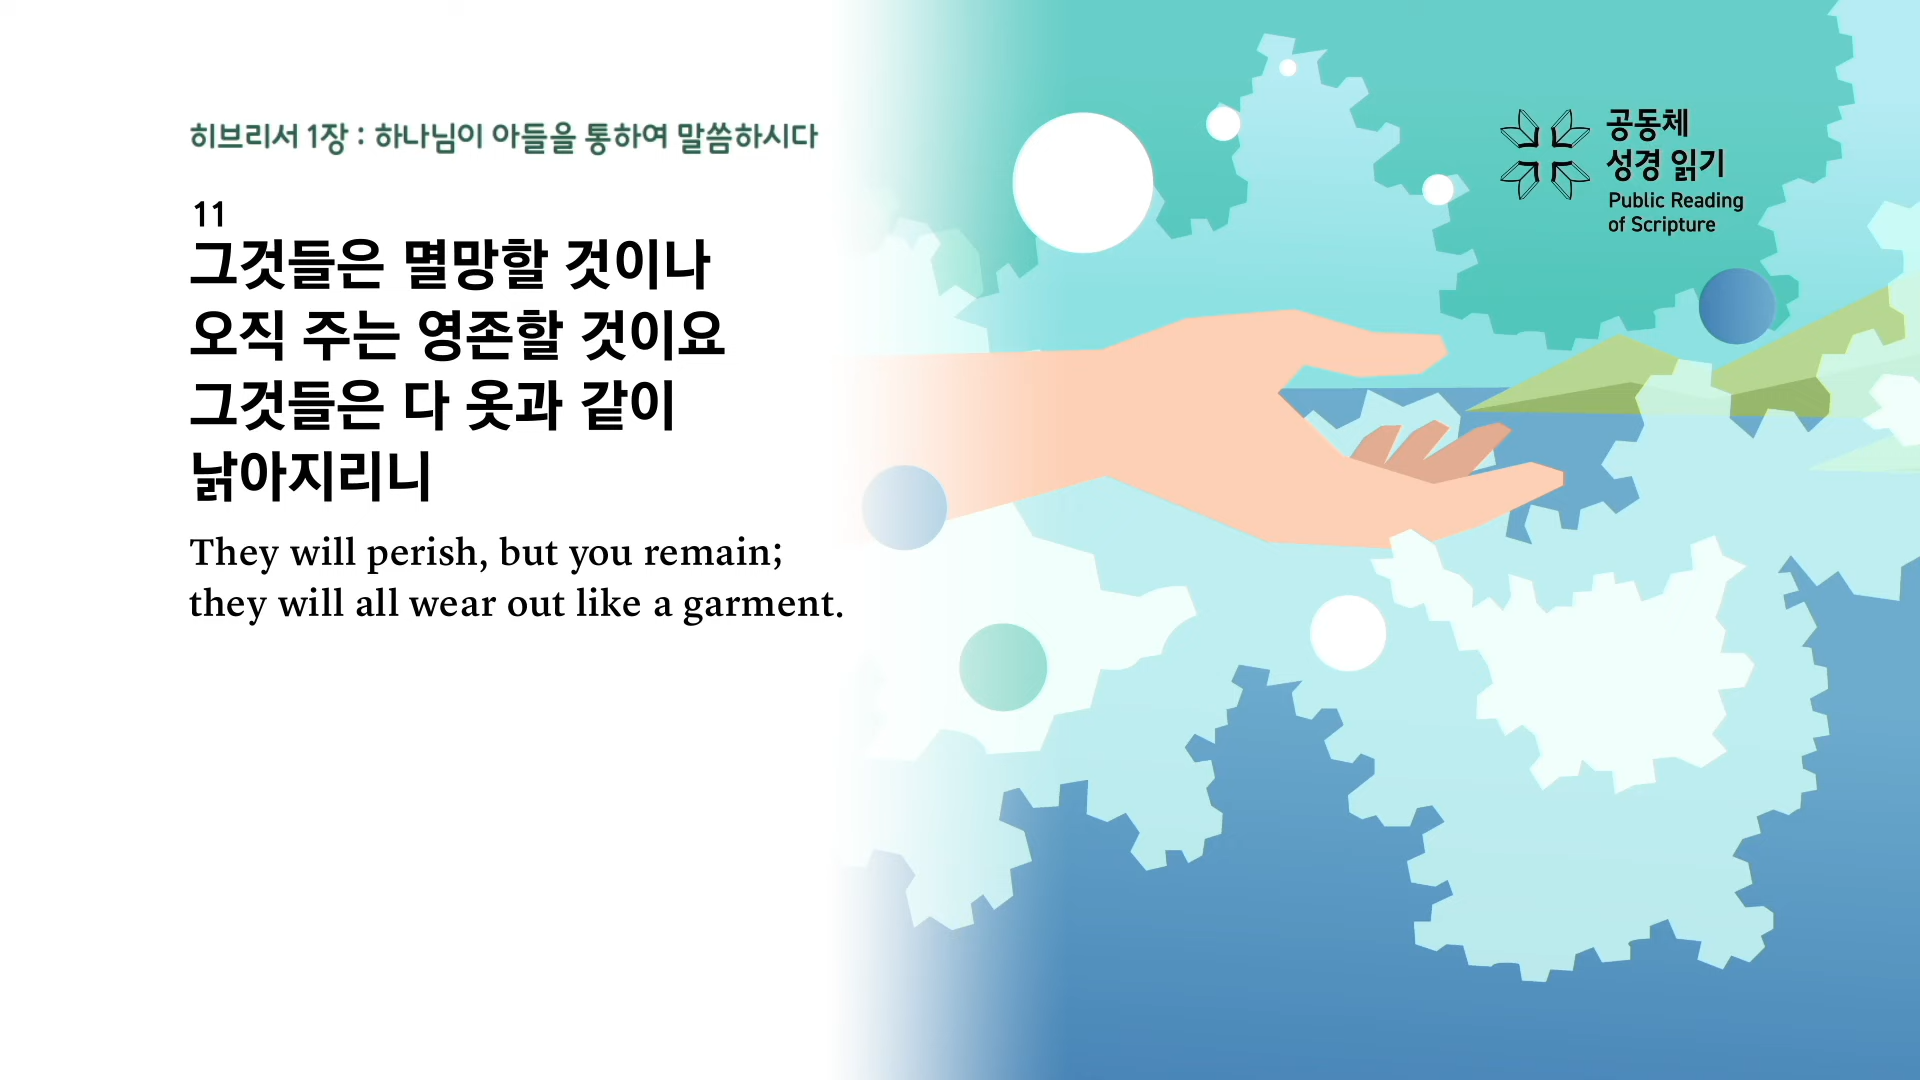 히브리서 1장 : 하나님이 아들을 통하여 말씀하시다
11
그것들은 멸망할 것이나
오직 주는 영존할 것이요
그것들은 다 옷과 같이
낡아지리니
They will perish, but you remain;
they will all wear out like a garment.
공동체
성경 읽기
Public Reading
of Scripture